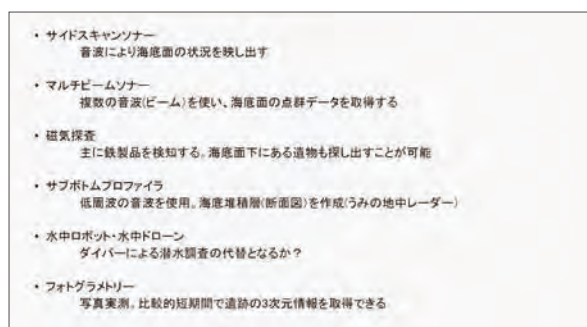 • サイドスキャンソナー
音波により海底面の状況を映し出す
• マルチビームソナー
複数の音波(ビーム)を使い、海底面の点群データを取得する
• 磁気探査
主に鉄製品を検知する。海底面下にある遺物も探し出すことが可能
• サブボトムプロファイラ
低周波の音波を使用。海底堆積層(断面図)を作成(うみの地中レーダー)
• 水中ロボット・水中ドローン
ダイバーによる潜水調査の代替となるか?
• フォトグラメトリー
写真実測。比較的短期間で遺跡の3次元情報を取得できる